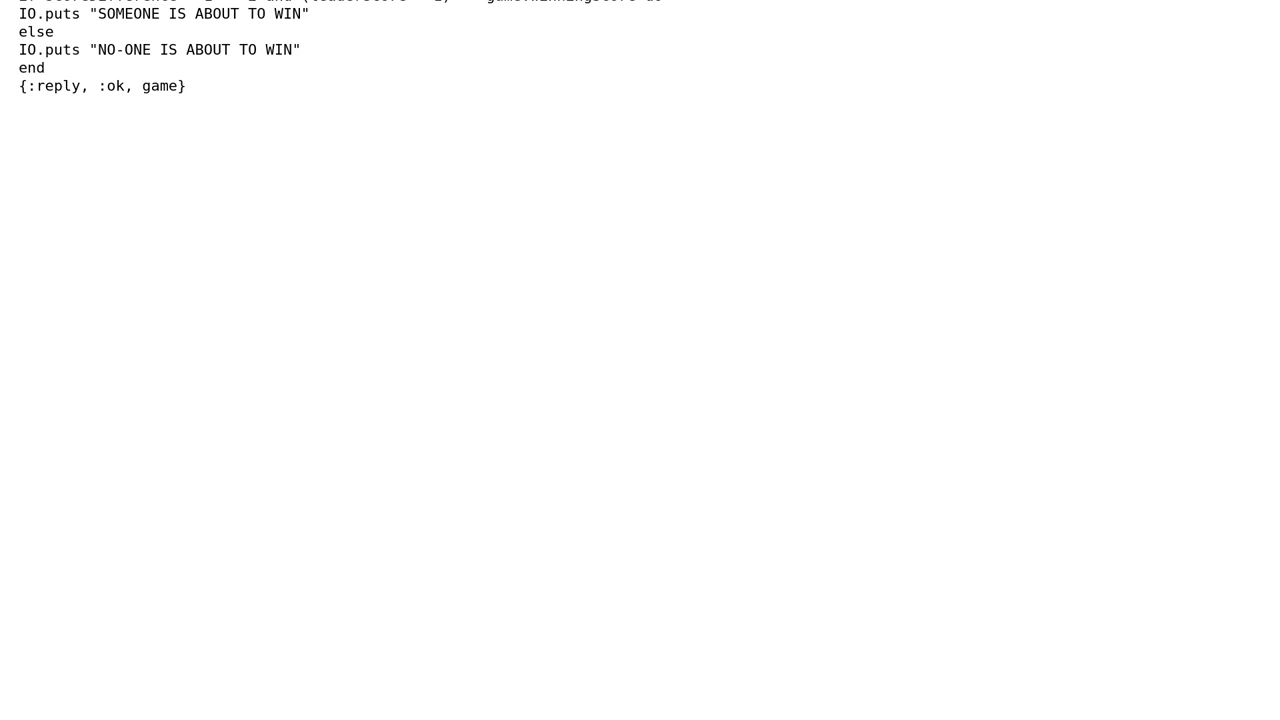 IO.puts "SOMEONE IS ABOUT TO WIN"
else
IO.puts "NO-ONE IS ABOUT TO WIN"
end
{:reply, :ok, game}